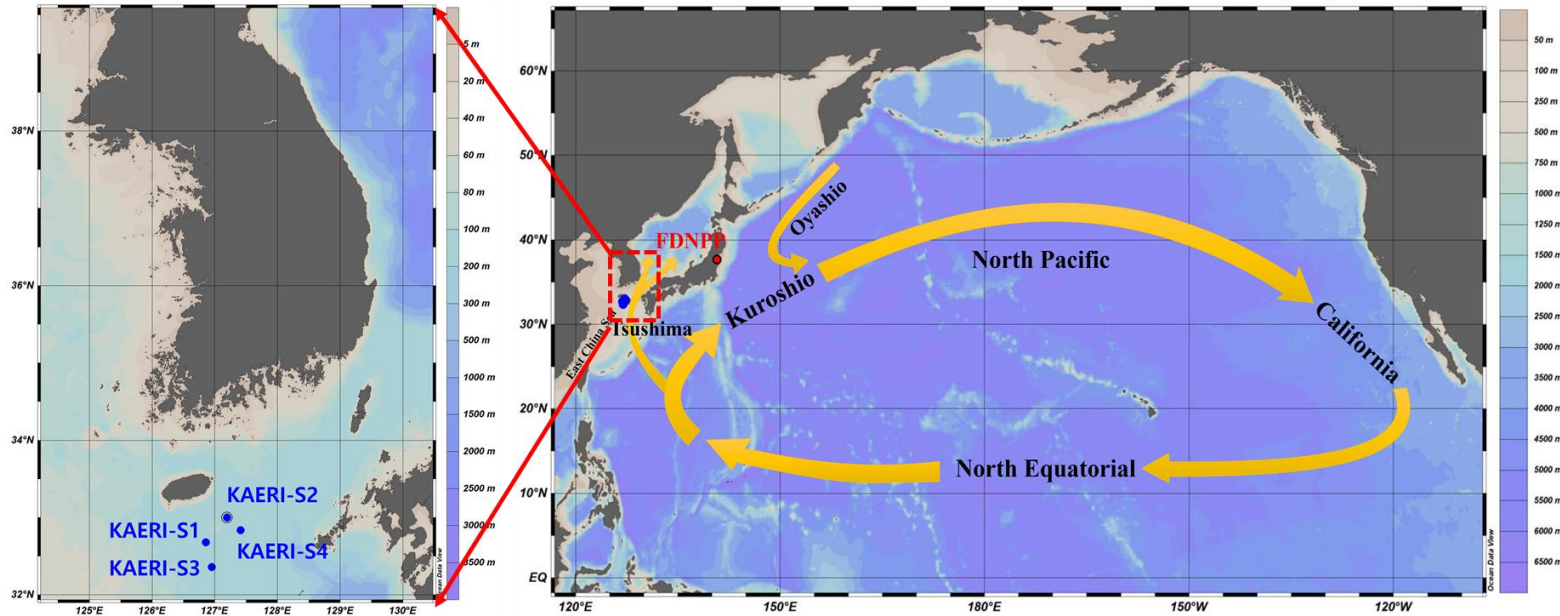 38°N
36°N
34°N
32°N
125°E
126°E
127°E
128°E
129°E
130°E
KAERI-S2
KAERI-S1
KAERI-S4
KAERI-S3
5 m
20 m
40 m
60 m
80 m
100 m
200 m
300 m
500 m
1000 m
1500 m
2000 m
2500 m
3000 m
3500 m
Ocean Data View
60°N
50°N
40°N
30°N
20°N
10°N
EQ
120°E
150°E
180°E
150°W
120°W
Oyashio
FDNPP
North Pacific
Kuroshio
Tsushima
East China Sea
California
North Equatorial
50 m
100 m
250 m
500 m
750 m
1000 m
1250 m
1500 m
2000 m
2500 m
3000 m
3500 m
4000 m
4500 m
5000 m
5500 m
6000 m
6500 m
Ocean Data View